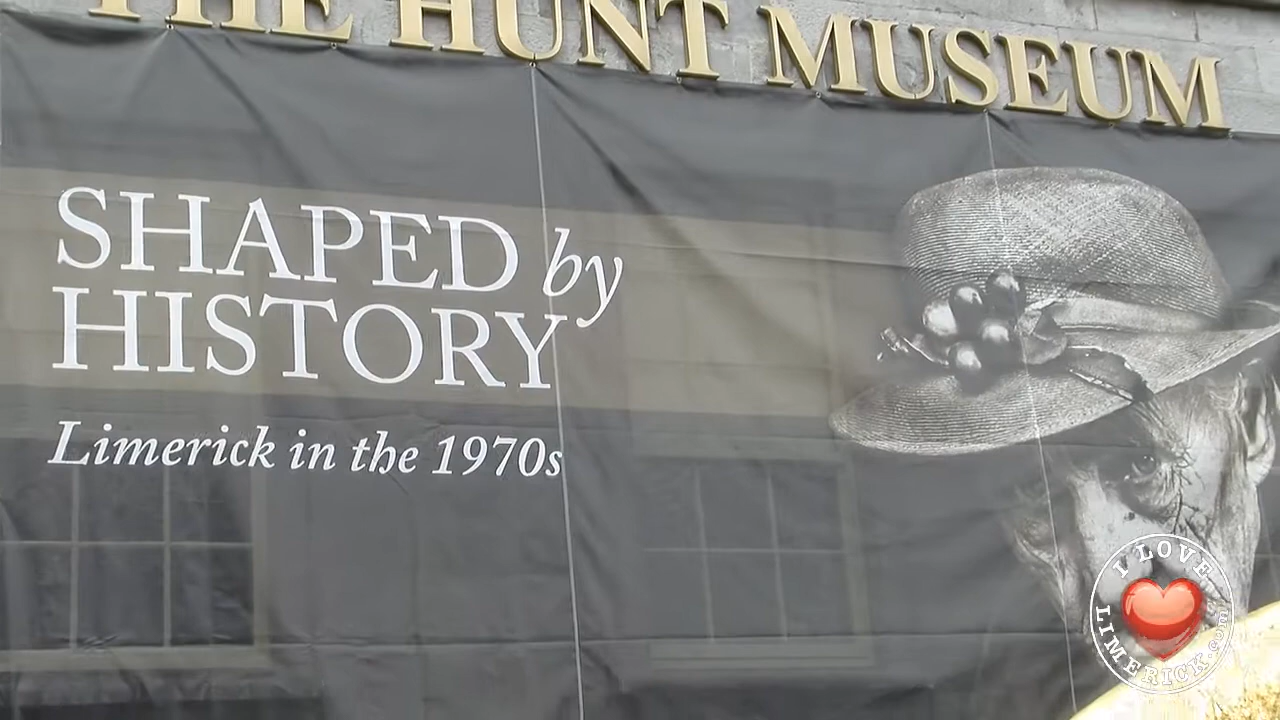 THE HUNT MUSEUM
SHAPED by
HISTORY
Limerick in the 1970s
I LOVE
LIMERICK.com